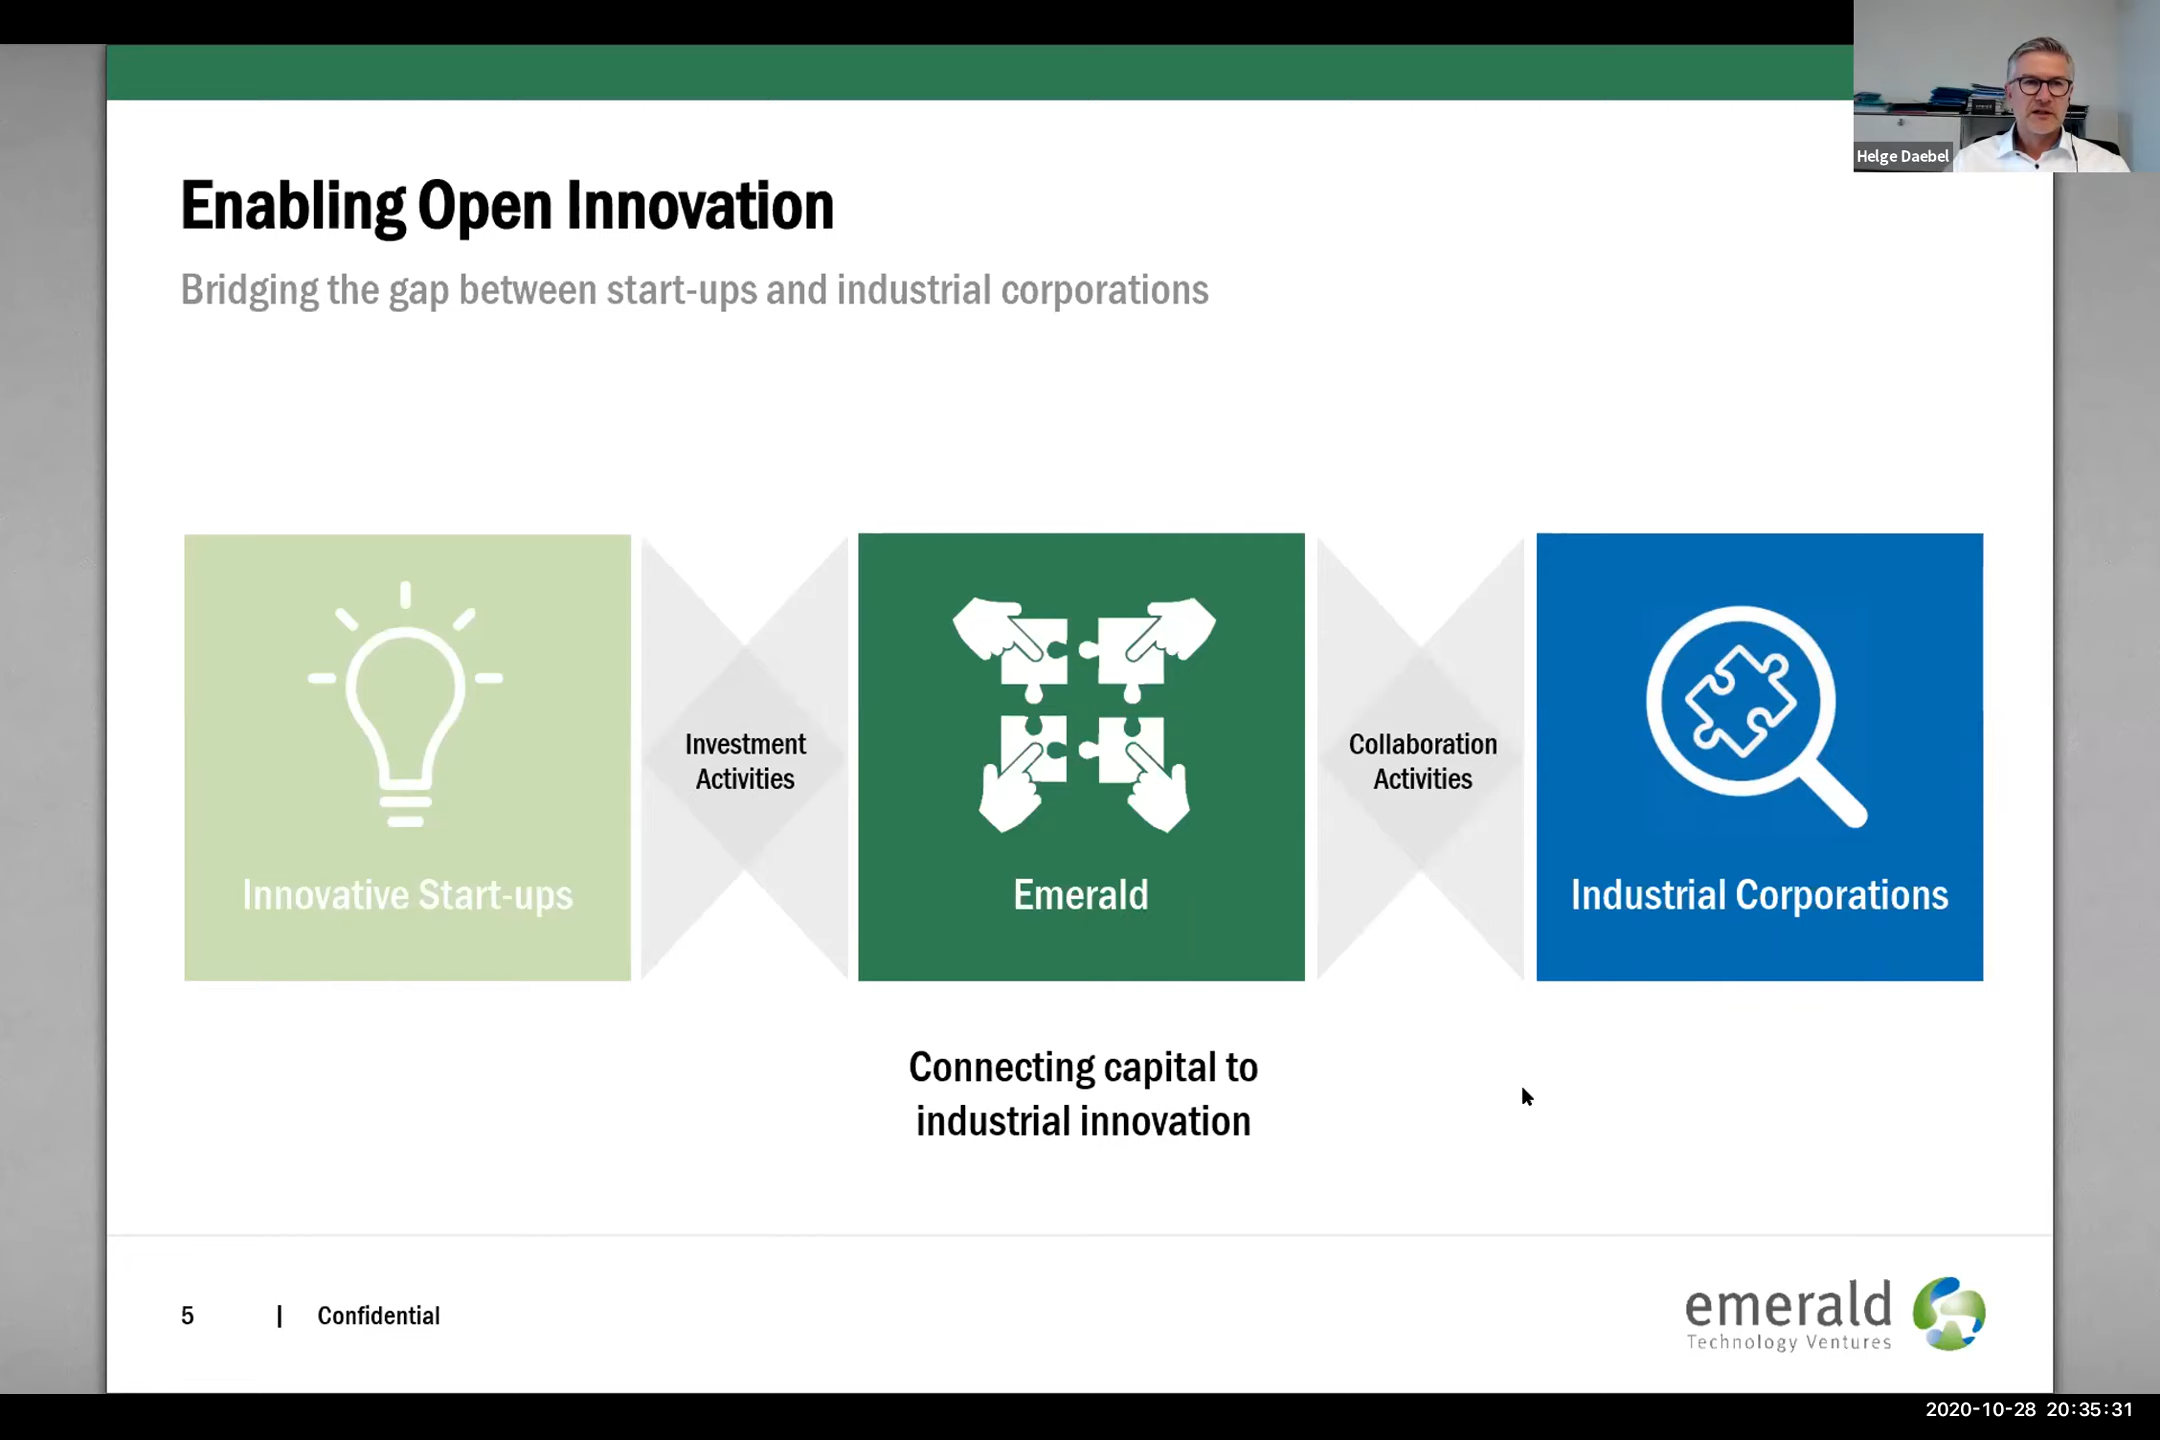 Helge Daebel
Enabling Open Innovation
Bridging the gap between start-ups and industrial corporations
Innovative Start-ups
Investment
Activities
Emerald
Collaboration
Activities
Industrial Corporations
Connecting capital to
industrial innovation
5 | Confidential
emerald
Technology Ventures
2020-10-28 20:35:31